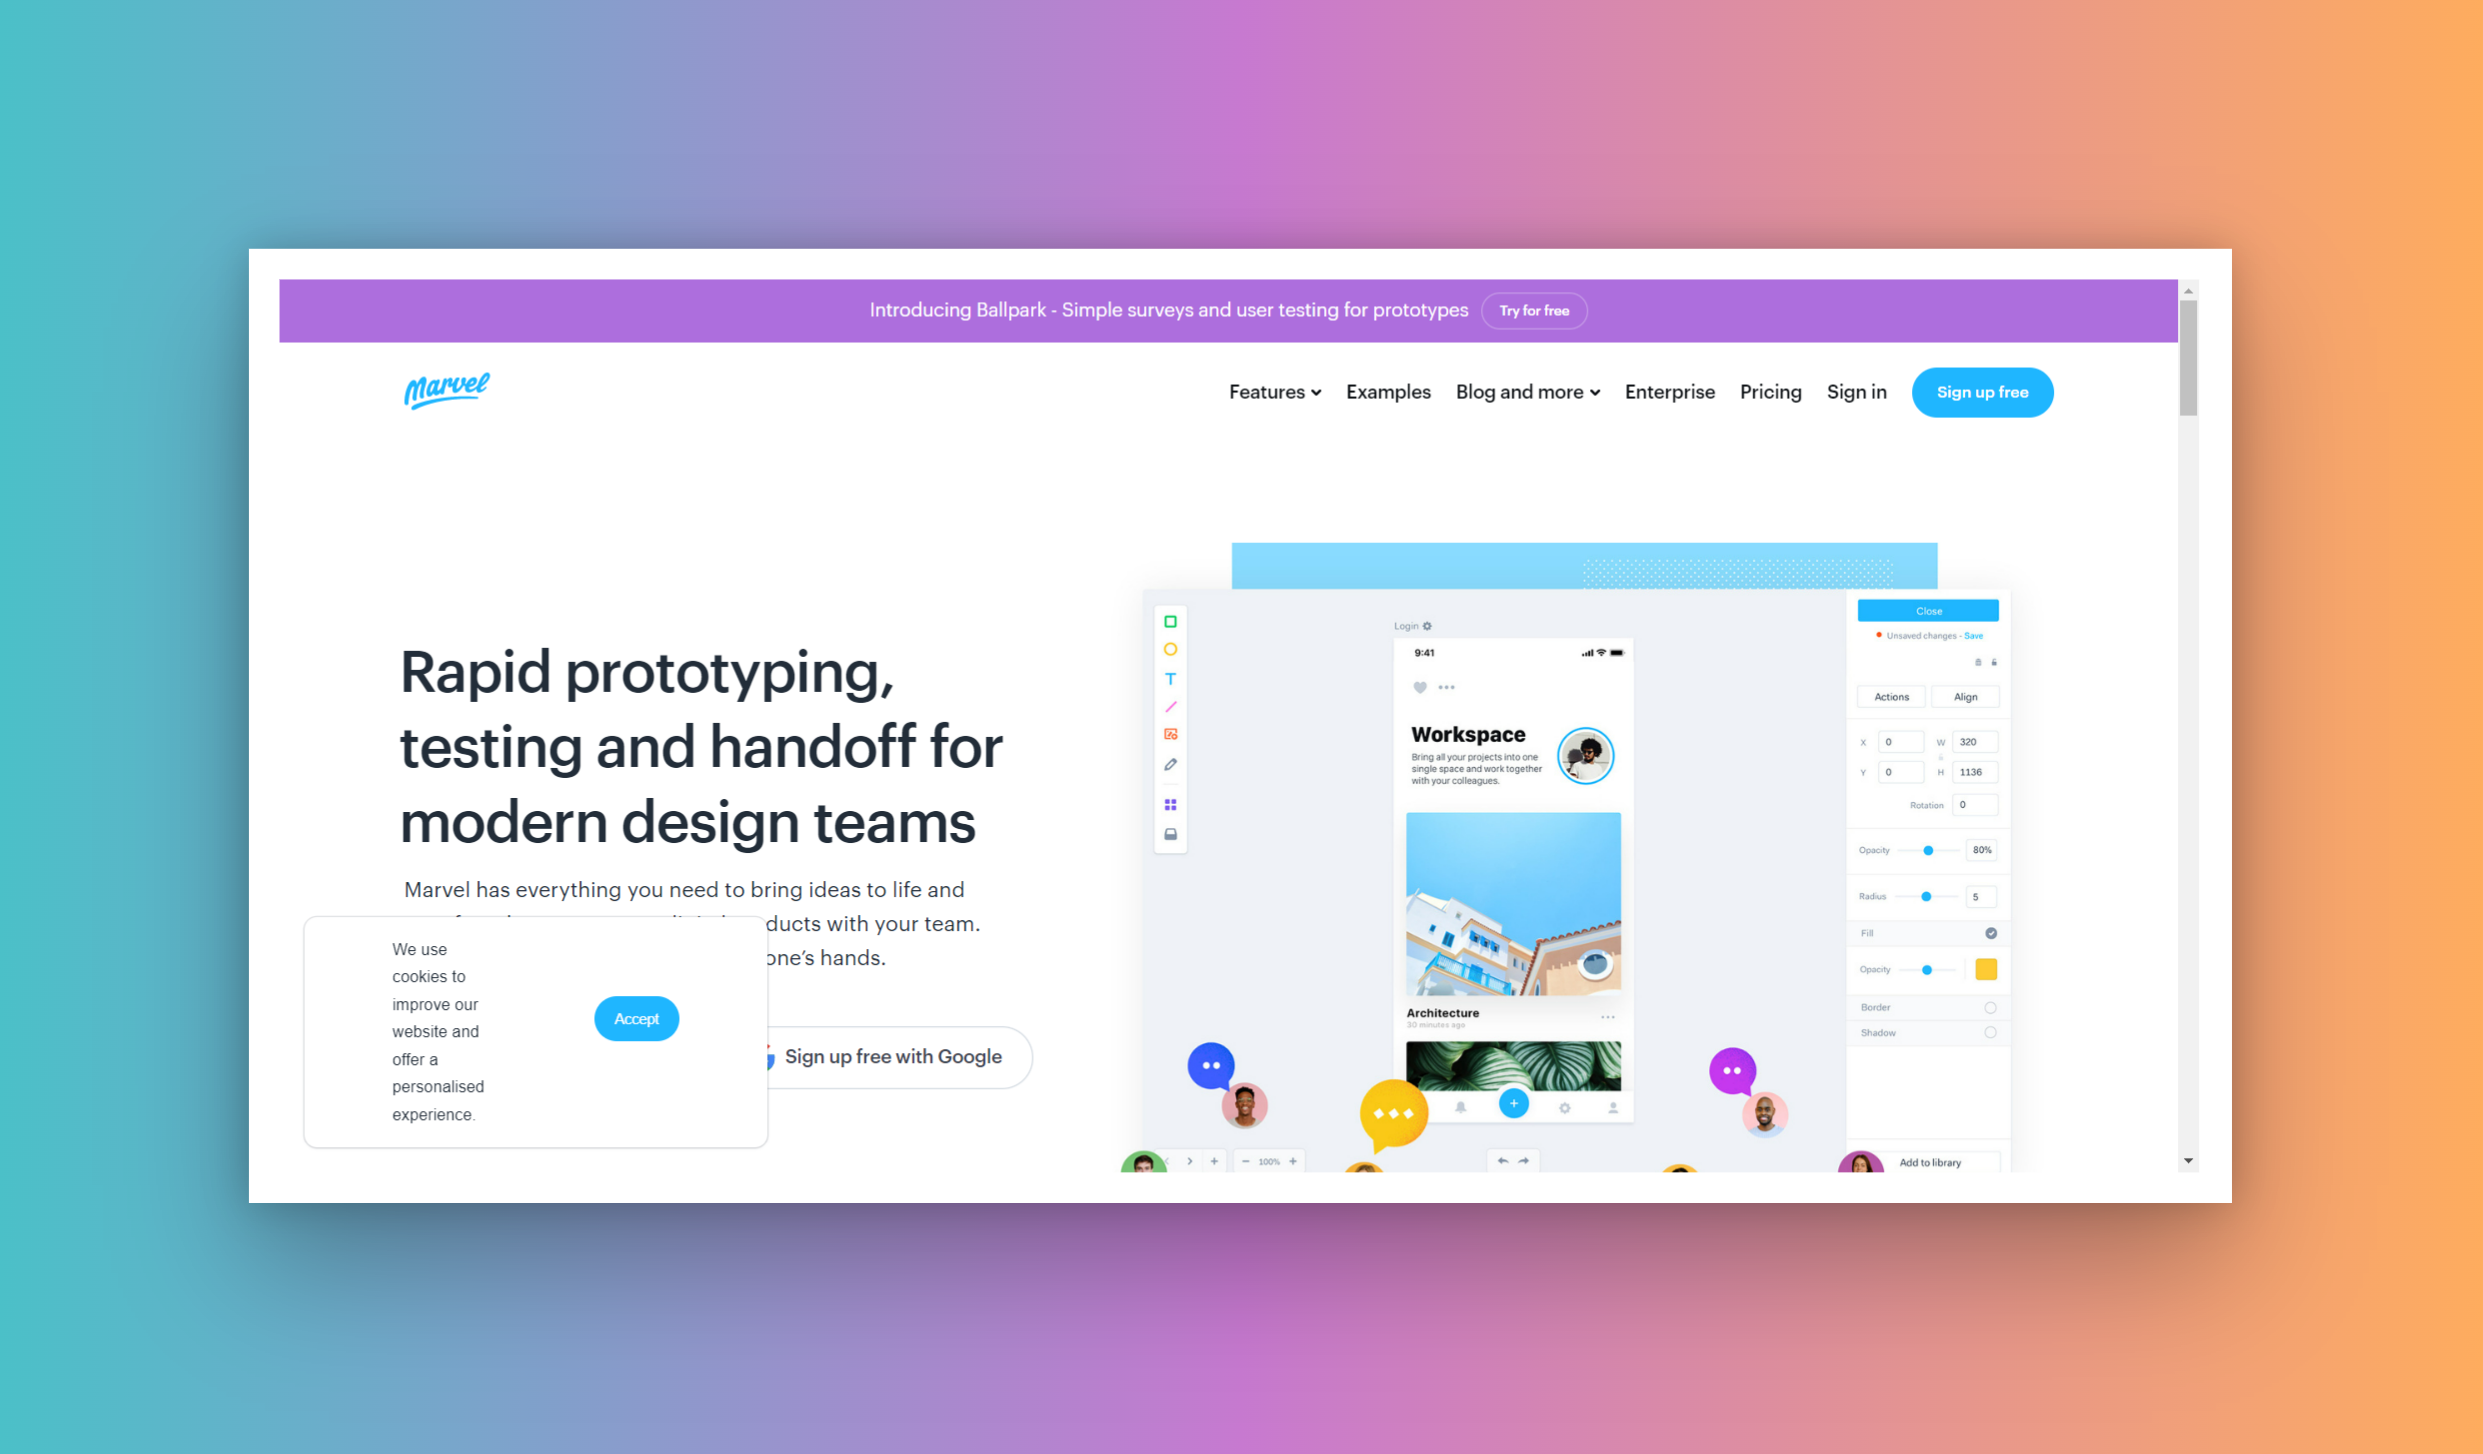 Introducing Ballpark - Simple surveys and user testing for prototypes
Try for free
Marvel
Features
Examples
Blog and more
Enterprise
Pricing
Sign in
Sign up free
Rapid prototyping,
testing and handoff for
modern design teams
Marvel has everything you need to bring ideas to life and
ducts with your team.
one's hands.
We use
cookies to
improve our
website and
offer a
personalised
experience.
Accept
Sign up free with Google
Login
9:41
Workspace
Bring all your projects into one
single space and work together
with your colleagues.
Architecture
30 minutes ago
100%
Close
Unsaved changes - Save
Actions
Align
X 0 W 320
Y 0 H 1136
Rotation 0
Opacity 80%
Radius 5
Fill
Opacity
Border
Shadow
Add to library